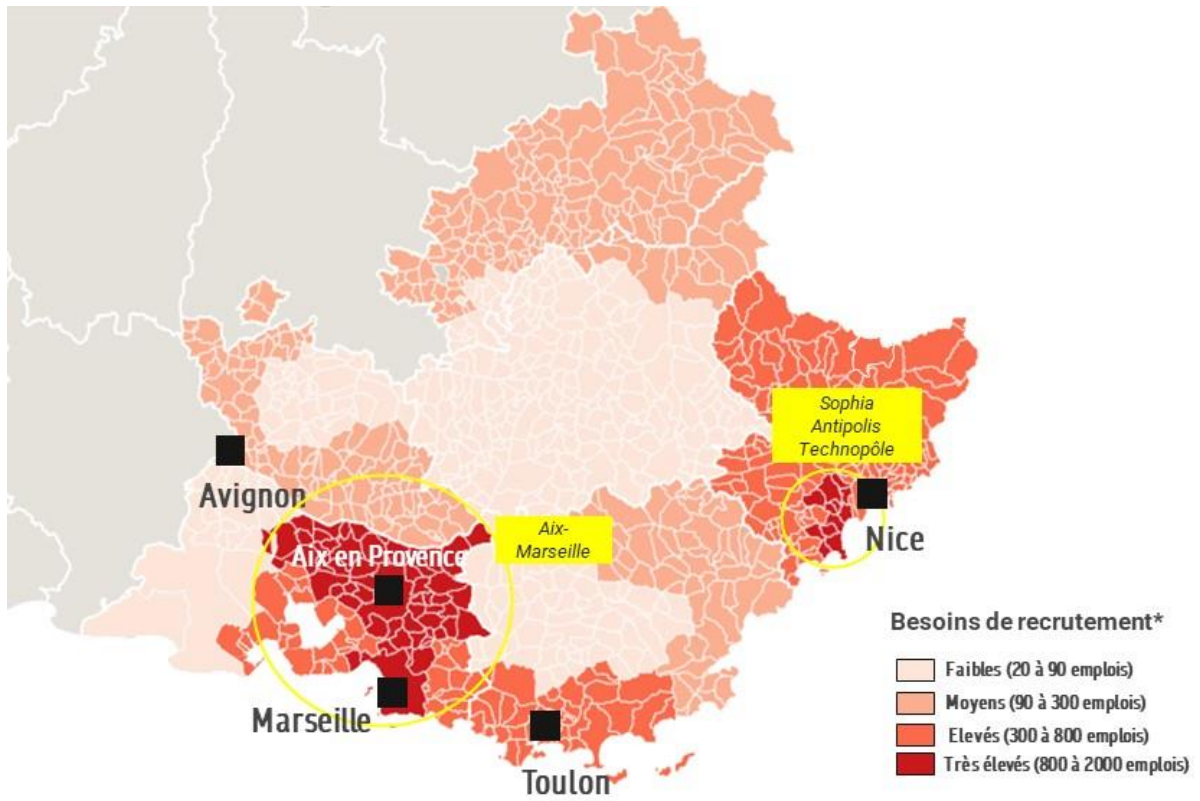 Sophia
Antipolis
Technopôle
Avignon
Nice
Aix-
Marseille
Aix en Provence
Marseille
Toulon
Besoins de recrutement*
Faibles (20 à 90 emplois)
Moyens (90 à 300 emplois)
Elevés (300 à 800 emplois)
Très élevés (800 à 2000 emplois)